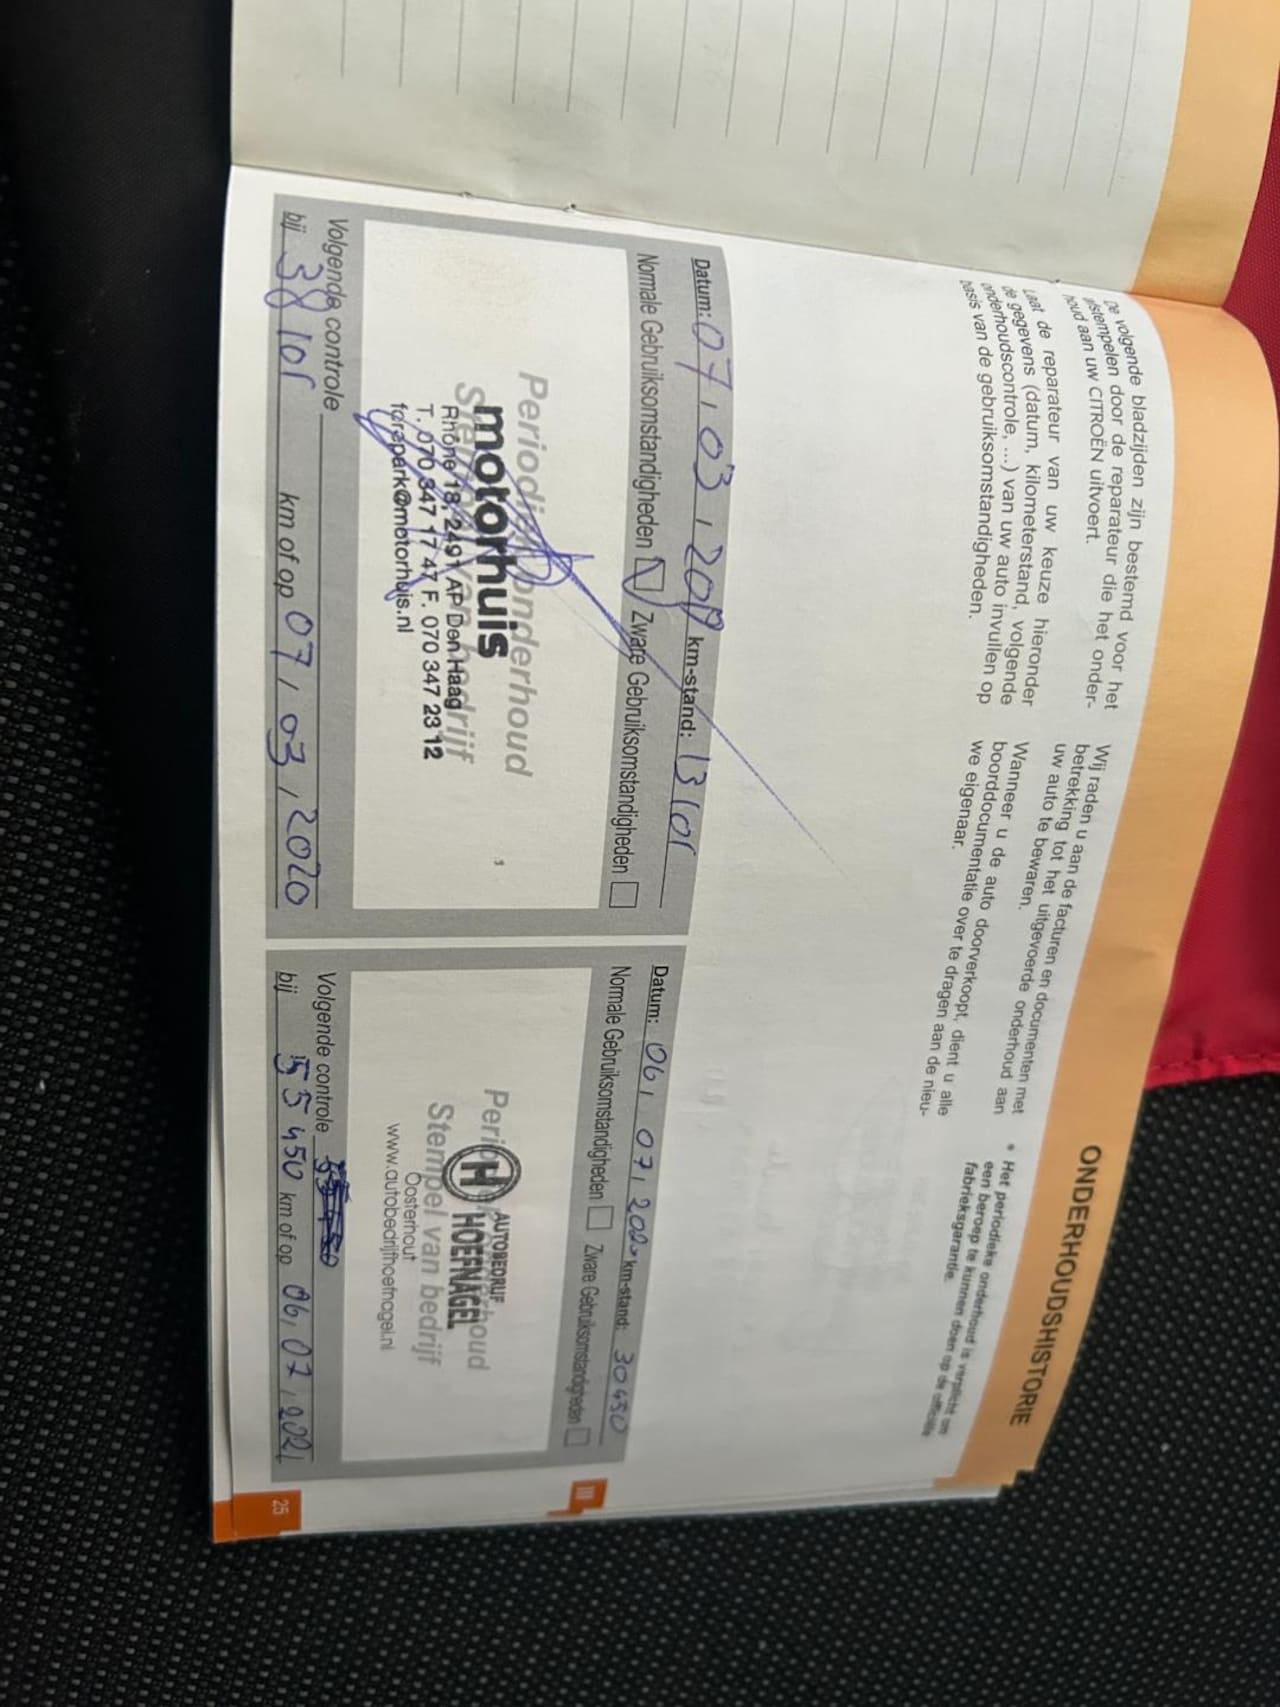 ONDERHOUDSHISTORIE
De volgende bladzijden zijn bestemd voor het
afstempelen door de reparateur die het onder-
houd aan uw CITROËN uitvoert.
Laat de reparateur van uw keuze hieronder
de gegevens (datum, kilometerstand, volgende
onderhoudscontrole, ...) van uw auto invullen op
basis van de gebruiksomstandigheden.
Wij raden u aan de facturen en documenten met
betrekking tot het uitgevoerde onderhoud aan
uw auto te bewaren.
Wanneer u de auto doorverkoopt, dient u alle
boorddocumentatie over te dragen aan de nieu-
we eigenaar.
* Het periodieke onderhoud is verplicht om
een beroep te kunnen doen op de officiële
fabrieksgarantie.
Datum: 07, 03, 2019 km-stand: 13101
Normale Gebruiksomstandigheden Zware Gebruiksomstandigheden
Periodiek Onderhoud
Stempel van bedrijf
motorhuis
Rhône 18, 2491 AP Den Haag
T. 070 347 17 47 F. 070 347 23 12
forepark@motorhuis.nl
Volgende controle
bij 38101 km of op 07, 03, 2020
Datum: 06, 07, 2020 km-stand: 30450
Normale Gebruiksomstandigheden Zware Gebruiksomstandigheden
Periodiek Onderhoud
Stempel van bedrijf
H AUTOBEDRIJF
HOEFNAGEL
Oosterhout
www.autobedrijfhoefnagel.nl
Volgende controle
bij 55450 km of op 06, 07, 2021
III
25